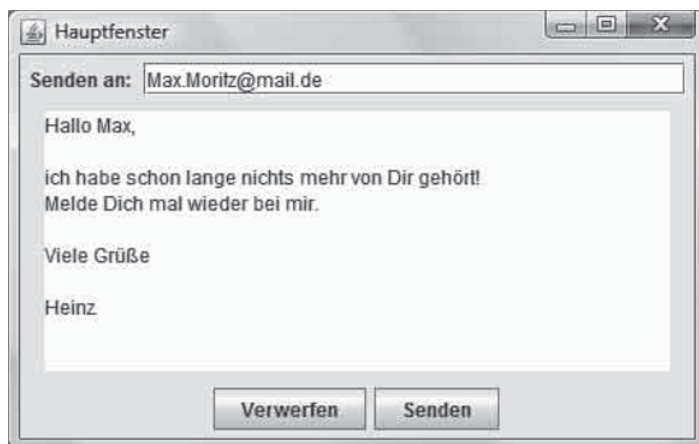 Hauptfenster
Senden an: Max.Moritz@mail.de
Hallo Max,
ich habe schon lange nichts mehr von Dir gehört!
Melde Dich mal wieder bei mir.
Viele Grüße
Heinz
Verwerfen Senden